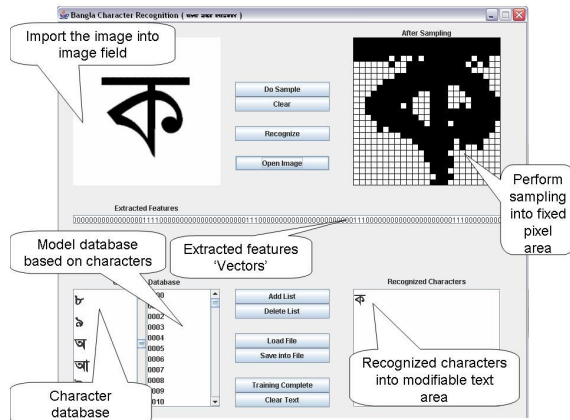 Bangla Character Recognition ( বাংলা )
After Sampling
Import the image into
image field
ক
Do Sample
Clear
Recognize
Open Image
Perform
sampling
into fixed
pixel
area
Extracted Features
Model database
based on characters
Extracted features
‘Vectors’
Database
Recognized Characters
৮
৯
অ
আ
0002
0003
0004
0005
0006
0007
0008
0009
Add List
Delete List
Load File
Save into File
Training Complete
Clear Text
ক
Recognized characters
into modifiable text
area
Character
database